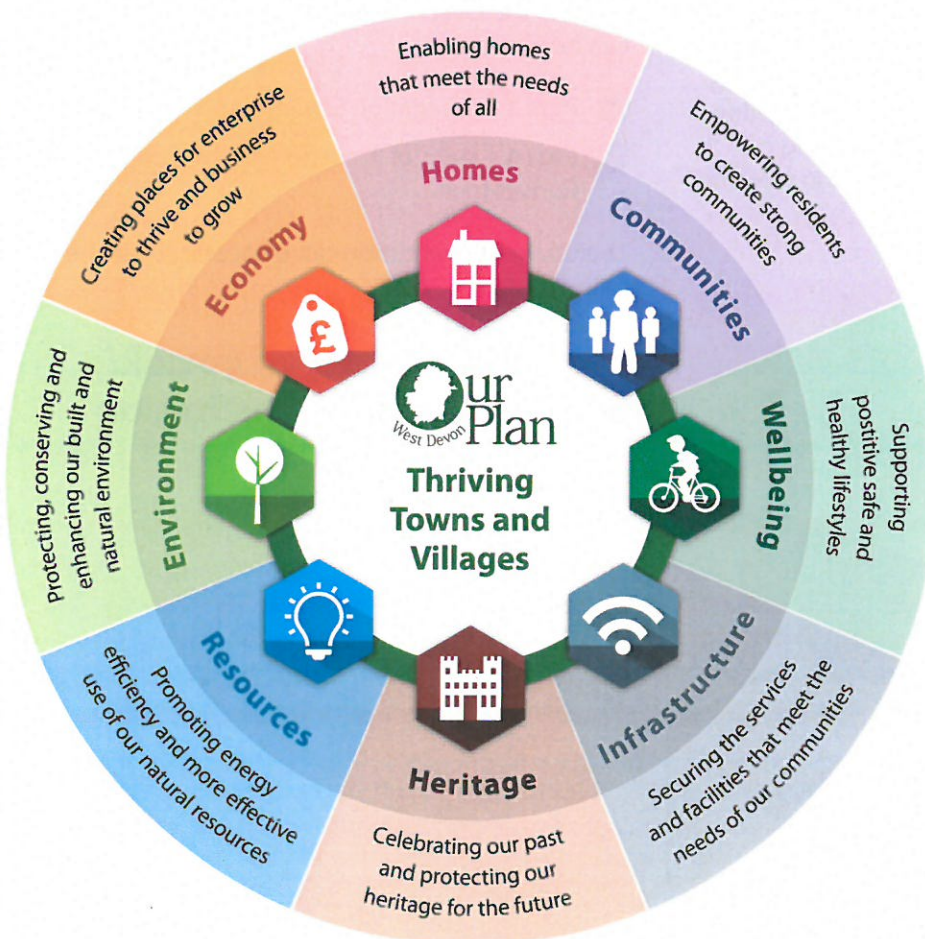 Enabling homes
that meet the needs
of all
Homes
Empowering residents
to create strong
communities
Communities
Supporting
postitive safe and
healthy lifestyles
Wellbeing
Securing the services
and facilities that meet the
needs of our communities
Infrastructure
Celebrating our past
and protecting our
heritage for the future
Heritage
Promoting energy
efficiency and more effective
use of our natural resources
Resources
Protecting, conserving and
enhancing our built and
natural environment
Environment
Creating places for enterprise
to thrive and business
to grow
Economy
£
Our
Plan
West Devon
Thriving
Towns and
Villages